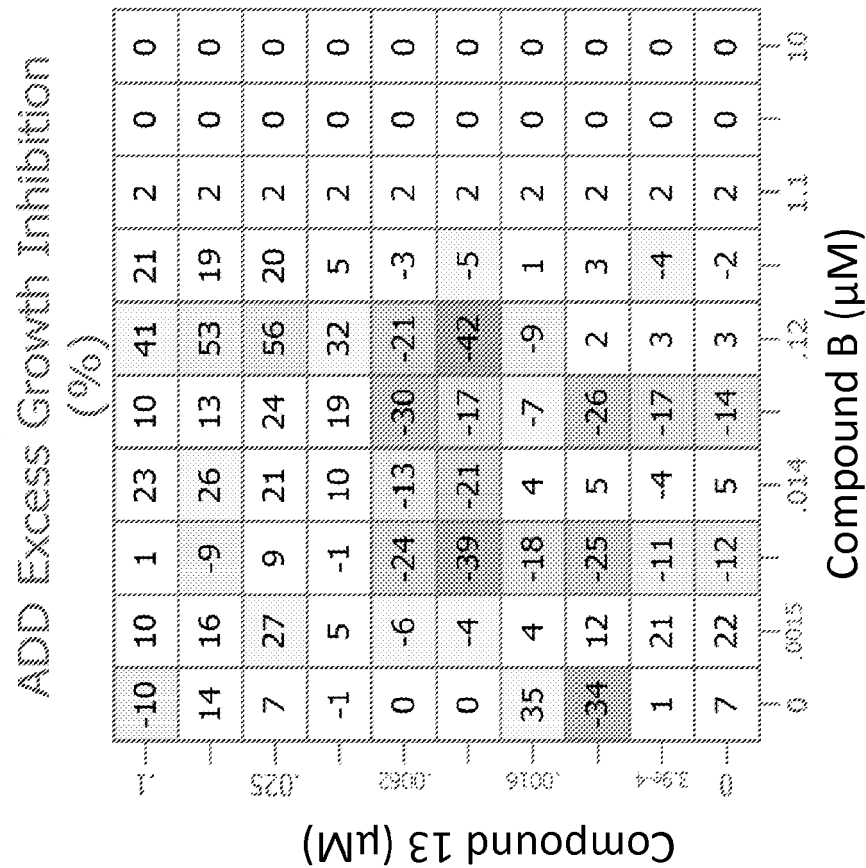 ADD Excess Growth Inhibition
(%)
Compound 13 (µM)
.1 -10 10 1 23 10 41 21 2 0 0
14 16 -9 26 13 53 19 2 0 0
.025 7 27 9 21 24 56 20 2 0 0
-1 5 -1 10 19 32 5 2 0 0
.0062 0 -6 -24 -13 -30 -21 -3 2 0 0
0 -4 -39 -21 -17 -42 -5 2 0 0
.0016 35 4 -18 4 -7 -9 1 2 0 0
-34 12 -25 5 -26 2 3 2 0 0
3.9e-4 1 21 -11 -4 -17 3 -4 2 0 0
0 7 22 -12 5 -14 3 -2 2 0 0
0 .0015 .014 .12 1.1 10
Compound B (µM)